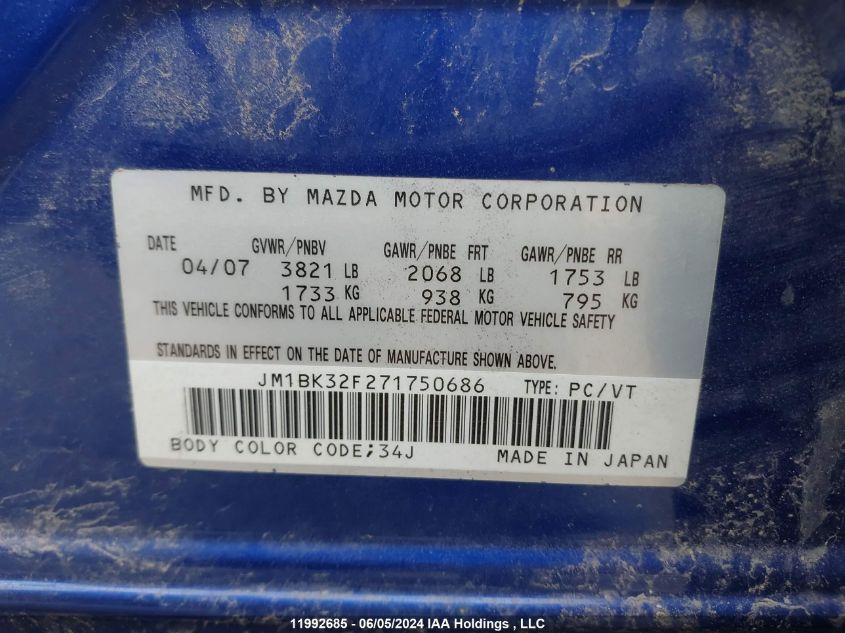 MFD. BY MAZDA MOTOR CORPORATION
DATE GVWR/PNBV GAWR/PNBE FRT GAWR/PNBE RR
04/07 3821 LB 2068 LB 1753 LB
1733 KG 938 KG 795 KG
THIS VEHICLE CONFORMS TO ALL APPLICABLE FEDERAL MOTOR VEHICLE SAFETY
STANDARDS IN EFFECT ON THE DATE OF MANUFACTURE SHOWN ABOVE.
JM1BK32F271750686 TYPE: PC/VT
BODY COLOR CODE;34J MADE IN JAPAN
11992685 - 06/05/2024 IAA Holdings , LLC